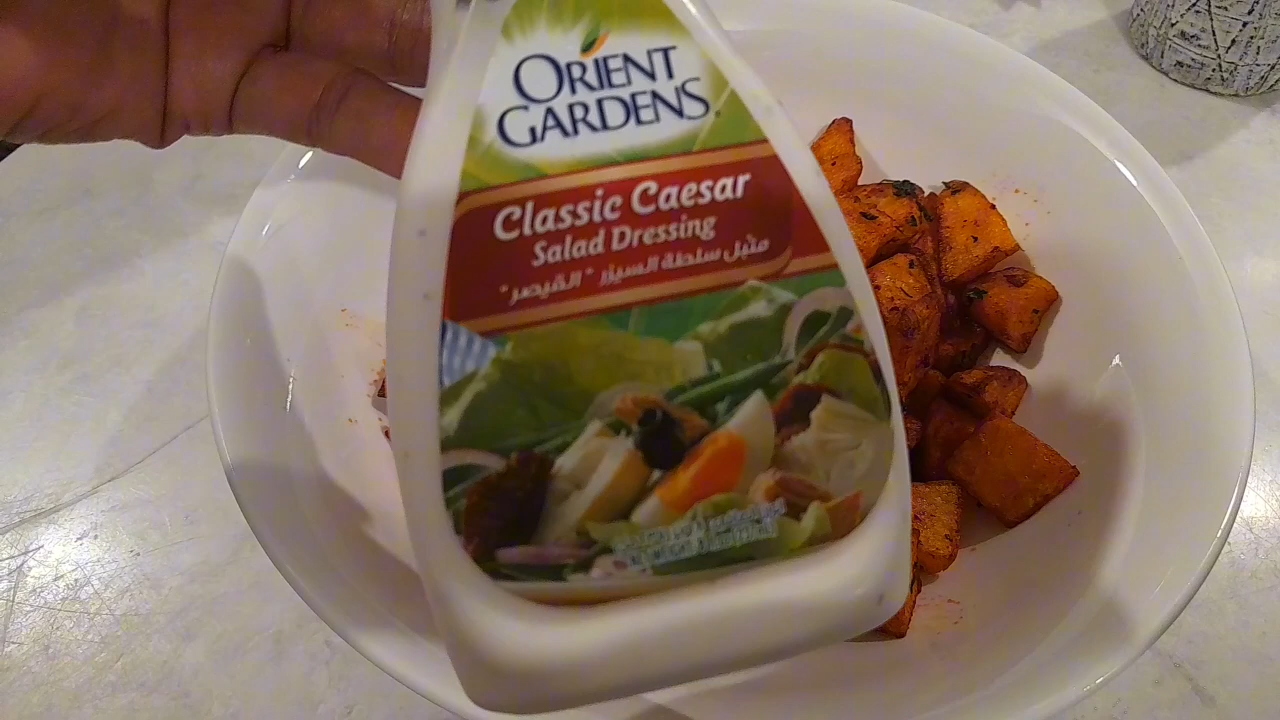 ORIENT
GARDENS
Classic Caesar
Salad Dressing
متبل سلطة السيزر "القيصر"